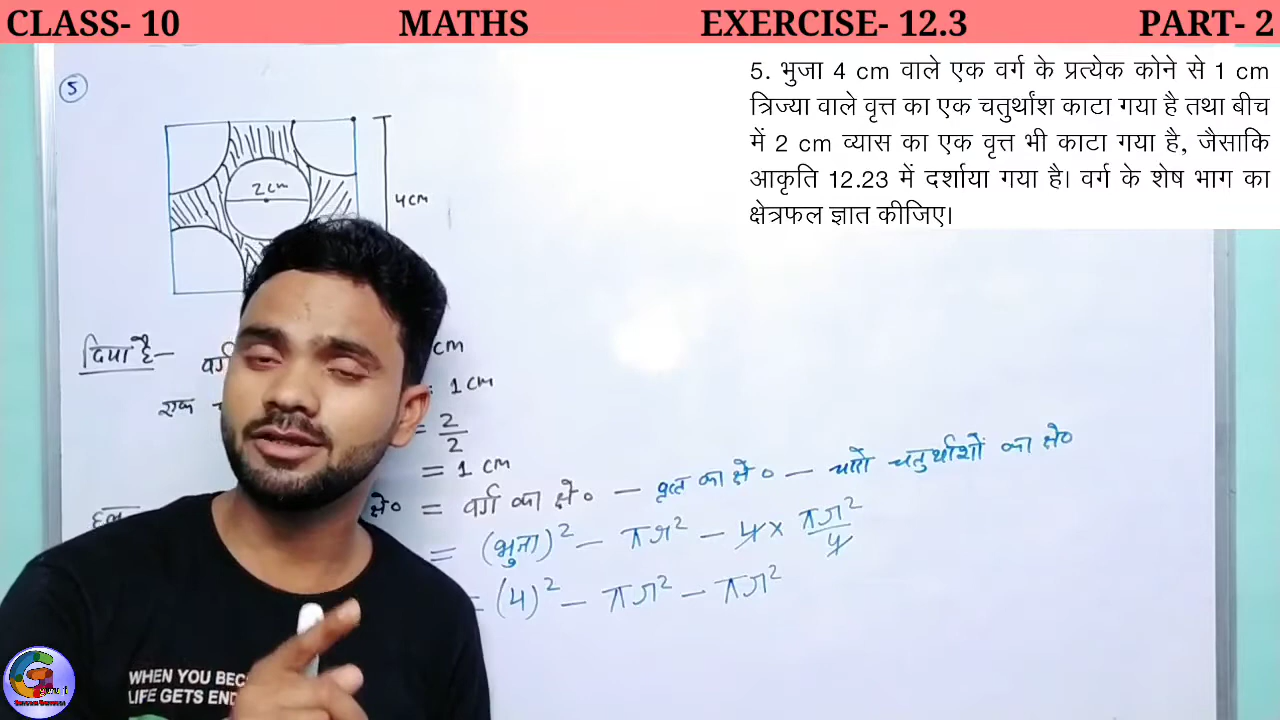 CLASS- 10 MATHS EXERCISE- 12.3 PART- 2
5. भुजा 4 cm वाले एक वर्ग के प्रत्येक कोने से 1 cm
त्रिज्या वाले वृत्त का एक चतुर्थांश काटा गया है तथा बीच
में 2 cm व्यास का एक वृत्त भी काटा गया है, जैसाकि
आकृति 12.23 में दर्शाया गया है। वर्ग के शेष भाग का
क्षेत्रफल ज्ञात कीजिए।
5
2cm
4cm
दिया है— cm
एक = 1 cm
= 2/2
= 1 cm
हल क्षे० = वर्ग का क्षे० — वृत्त का क्षे० — चारो चतुर्थाशों का क्षे०
= (भुजा)² — πr² — 4 × πr²/4
= (4)² — πr² — πr²
WHEN YOU BEC
LIFE GETS END